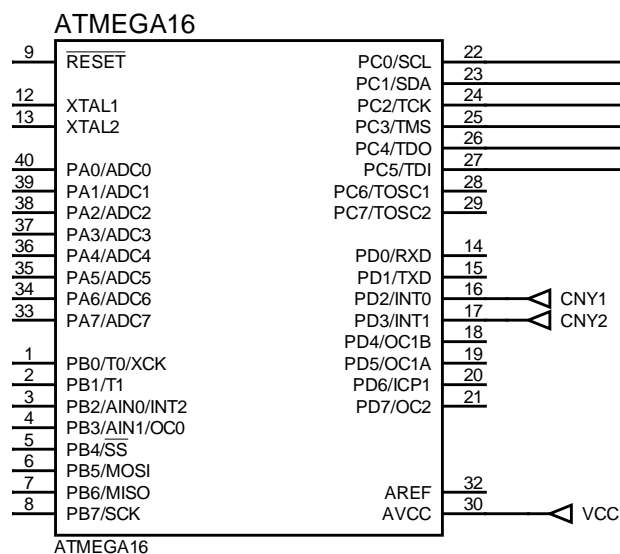 ATMEGA16
9 RESET PC0/SCL 22
PC1/SDA 23
12 XTAL1 PC2/TCK 24
13 XTAL2 PC3/TMS 25
PC4/TDO 26
40 PA0/ADC0 PC5/TDI 27
39 PA1/ADC1 PC6/TOSC1 28
38 PA2/ADC2 PC7/TOSC2 29
37 PA3/ADC3
36 PA4/ADC4 PD0/RXD 14
35 PA5/ADC5 PD1/TXD 15
34 PA6/ADC6 PD2/INT0 16 CNY1
33 PA7/ADC7 PD3/INT1 17 CNY2
PD4/OC1B 18
1 PB0/T0/XCK PD5/OC1A 19
2 PB1/T1 PD6/ICP1 20
3 PB2/AIN0/INT2 PD7/OC2 21
4 PB3/AIN1/OC0
5 PB4/SS
6 PB5/MOSI
7 PB6/MISO AREF 32
8 PB7/SCK AVCC 30 VCC
ATMEGA16